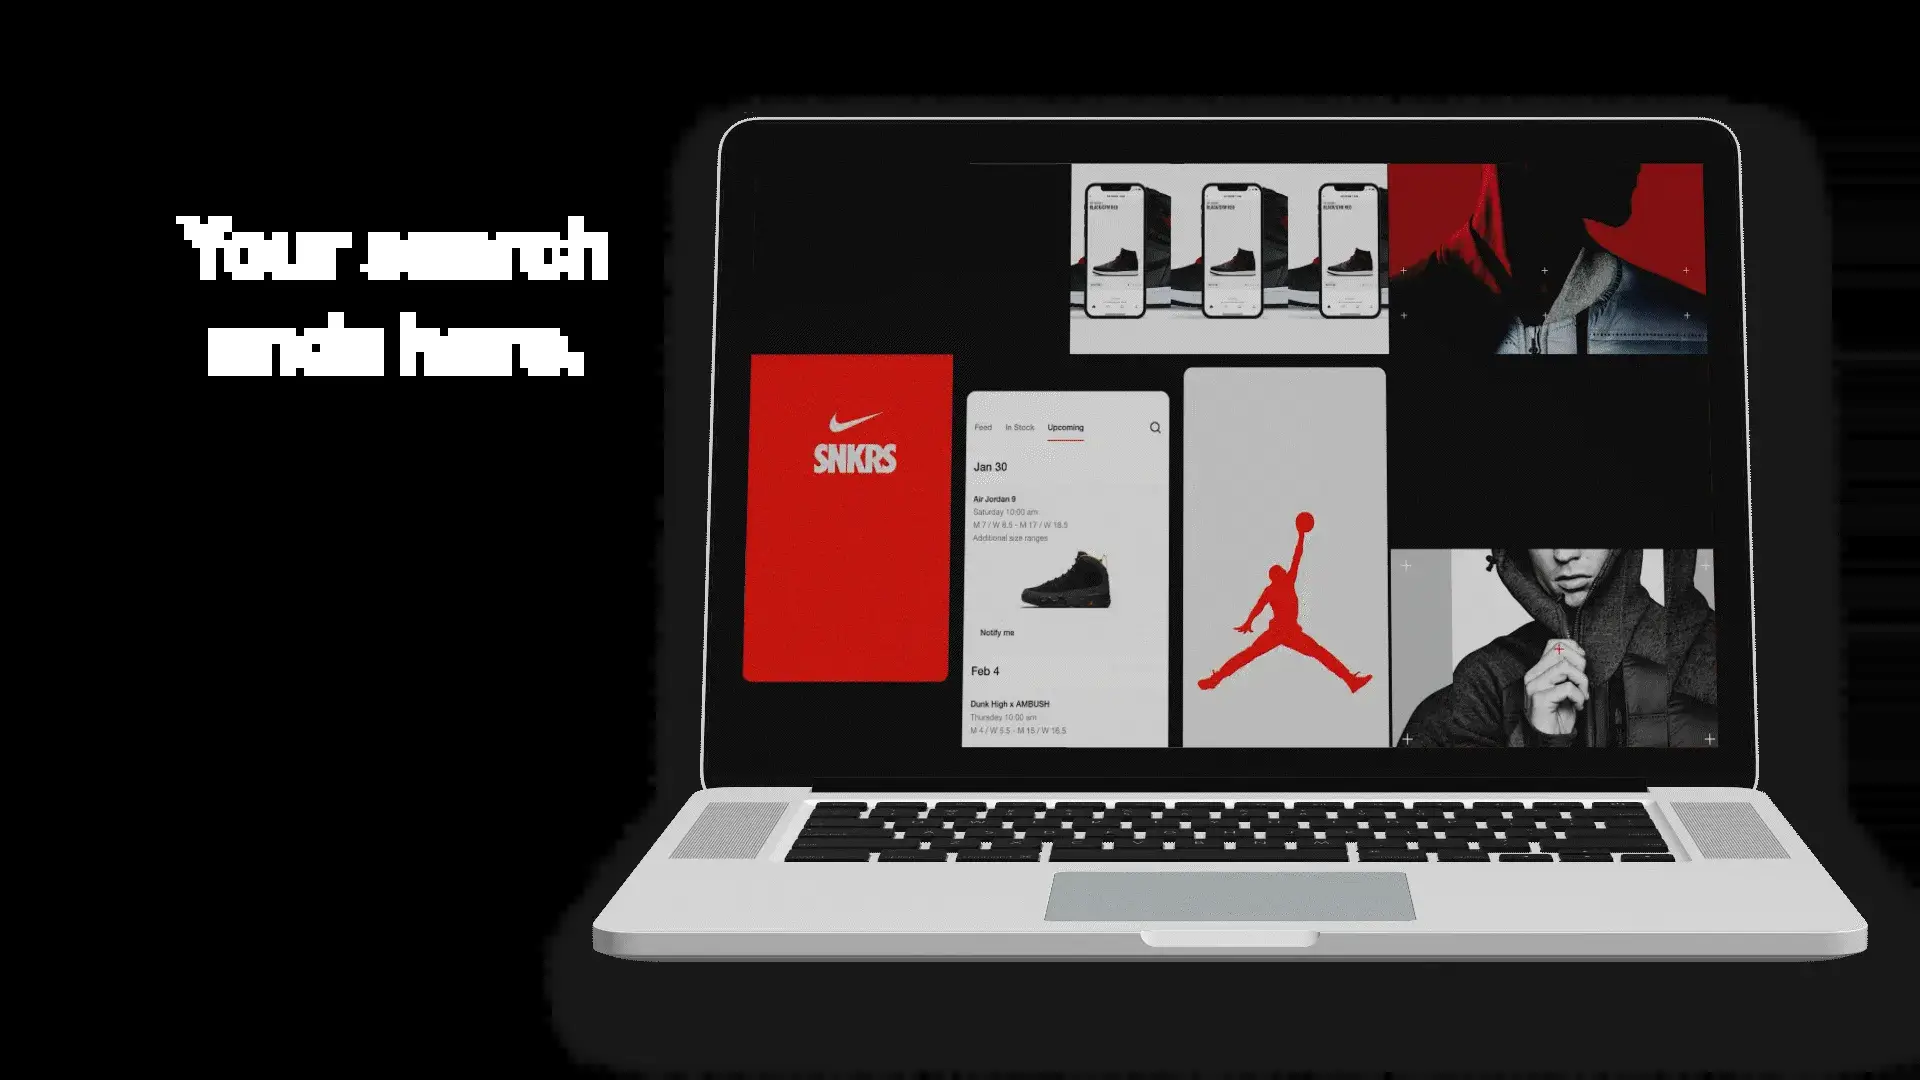 Your search
ends here.
SNKRS
Feed In Stock Upcoming
Jan 30
Air Jordan 9
Saturday 10:00 am
M 7 / W 8.5 - M 17 / W 18.5
Additional size ranges
Notify me
Feb 4
Dunk High x AMBUSH
Thursday 10:00 am
M 4 / W 5.5 - M 15 / W 16.5